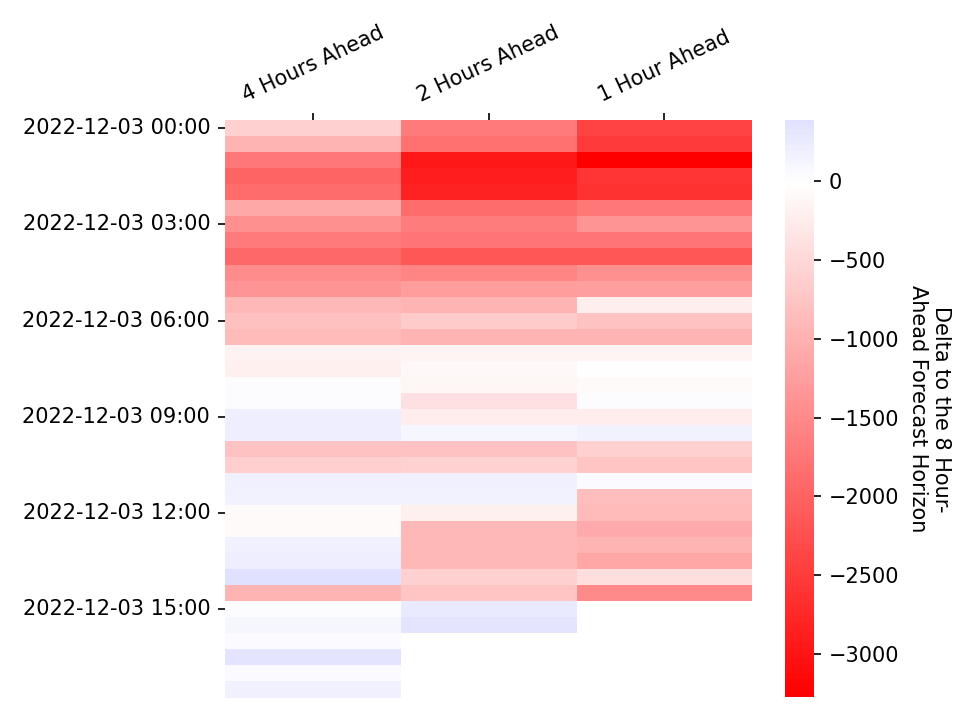 4 Hours Ahead
2 Hours Ahead
1 Hour Ahead
2022-12-03 00:00
2022-12-03 03:00
2022-12-03 06:00
2022-12-03 09:00
2022-12-03 12:00
2022-12-03 15:00
0
−500
−1000
−1500
−2000
−2500
−3000
Delta to the 8 Hour-
Ahead Forecast Horizon